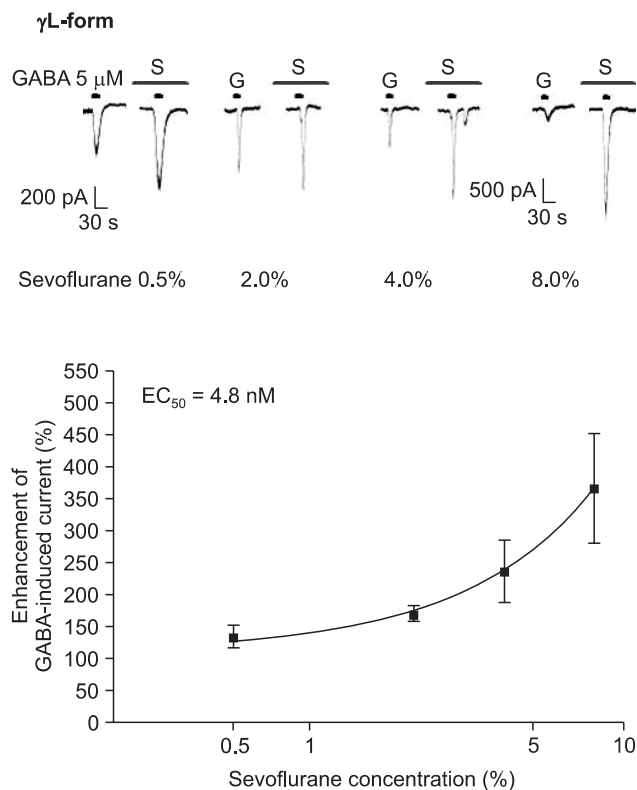 γL-form
GABA 5 μM S G S G S G S
200 pA
30 s
500 pA
30 s
Sevoflurane 0.5% 2.0% 4.0% 8.0%
EC50 = 4.8 nM
Enhancement of
GABA-induced current (%)
550
500
450
400
350
300
250
200
150
100
50
0
0.5 1 5 10
Sevoflurane concentration (%)